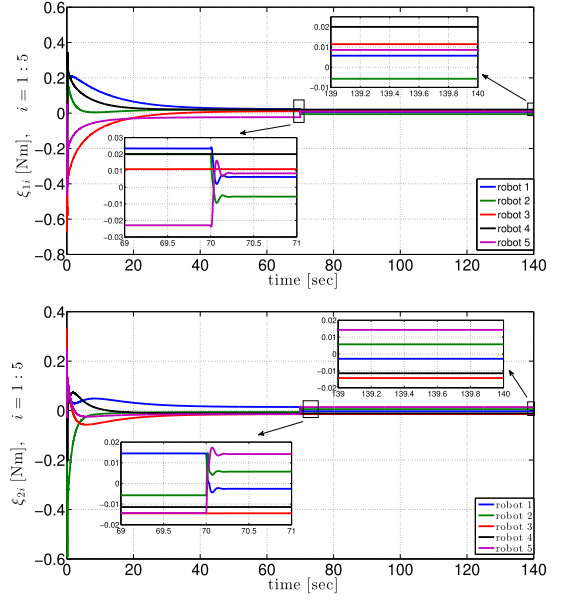 0.6
0.4
0.2
0
−0.2
−0.4
−0.6
−0.8
0 20 40 60 80 100 120 140
ξ1i [Nm], i = 1 : 5
time [sec]
0.02
0.01
0
−0.01
139 139.2 139.4 139.6 139.8 140
0.03
0.02
0.01
0
−0.01
−0.02
−0.03
69 69.5 70 70.5 71
robot 1
robot 2
robot 3
robot 4
robot 5
0.4
0.2
0
−0.2
−0.4
−0.6
0 20 40 60 80 100 120 140
ξ2i [Nm], i = 1 : 5
time [sec]
0.02
0.01
0
−0.01
−0.02
139 139.2 139.4 139.6 139.8 140
0.02
0.01
0
−0.01
−0.02
69 69.5 70 70.5 71
robot 1
robot 2
robot 3
robot 4
robot 5